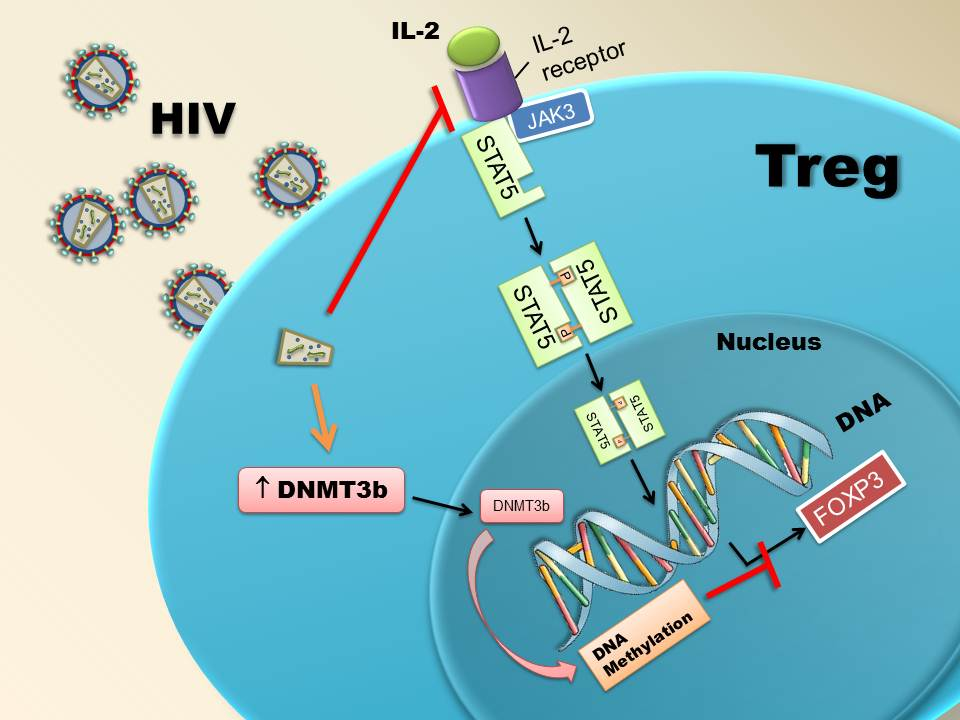 IL-2
IL-2
receptor
HIV
JAK3
Treg
STAT5
STAT5
P
P
STAT5
Nucleus
STAT5
P
P
STAT5
DNA
↑ DNMT3b
DNMT3b
FOXP3
DNA
Methylation